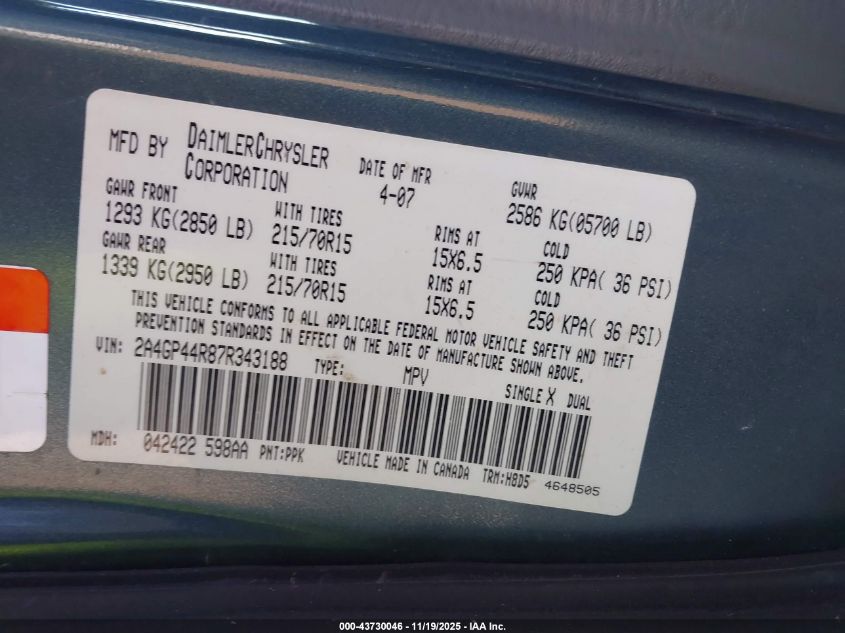 MFD BY DAIMLERCHRYSLER CORPORATION
DATE OF MFR 4-07
GVWR 2586 KG(05700 LB)
GAWR FRONT 1293 KG(2850 LB)
WITH TIRES 215/70R15
RIMS AT 15X6.5
COLD 250 KPA( 36 PSI)
GAWR REAR 1339 KG(2950 LB)
WITH TIRES 215/70R15
RIMS AT 15X6.5
COLD 250 KPA( 36 PSI)
THIS VEHICLE CONFORMS TO ALL APPLICABLE FEDERAL MOTOR VEHICLE SAFETY AND THEFT
PREVENTION STANDARDS IN EFFECT ON THE DATE OF MANUFACTURE SHOWN ABOVE.
VIN: 2A4GP44R87R343188 TYPE: MPV SINGLE X DUAL
MDH: 042422 598AA PNT:PPK VEHICLE MADE IN CANADA TRM:H8D5 4648505
000-43730046 - 11/19/2025 - IAA, Inc.